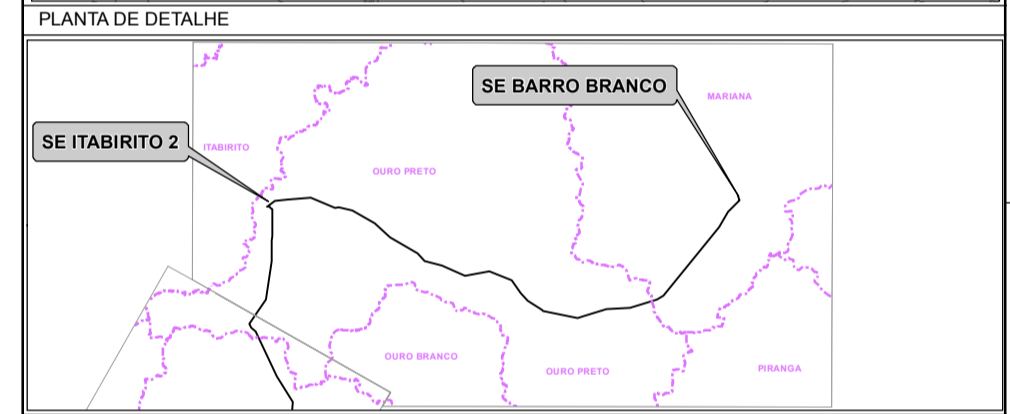 PLANTA DE DETALHE
SE BARRO BRANCO
MARIANA
SE ITABIRITO 2
ITABIRITO
OURO PRETO
OURO BRANCO
OURO PRETO
PIRANGA